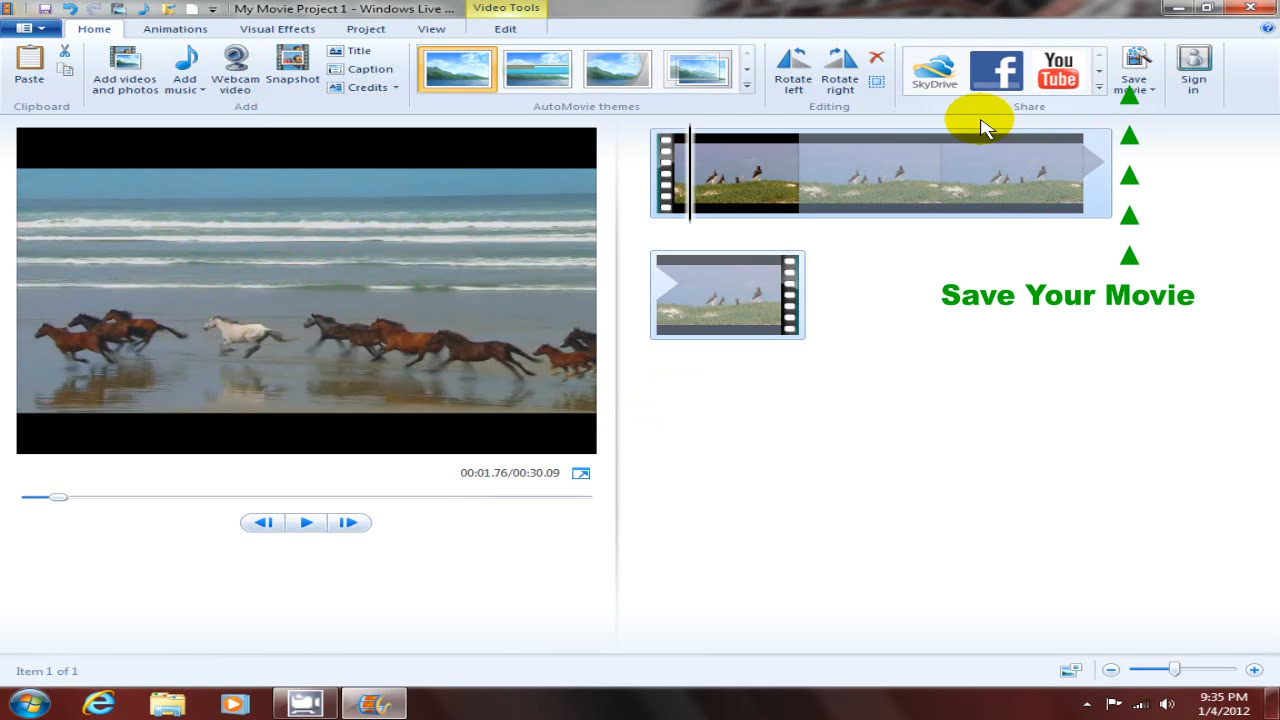 My Movie Project 1 - Windows Live ...
Video Tools
Home
Animations
Visual Effects
Project
View
Edit
Paste
Add videos
and photos
Add
music
Webcam
video
Snapshot
Title
Caption
Credits
Rotate
left
Rotate
right
SkyDrive
f
You
Tube
Save
movie
Sign
in
Clipboard
Add
AutoMovie themes
Editing
Share
Save Your Movie
00:01.76/00:30.09
Item 1 of 1
9:35 PM
1/4/2012